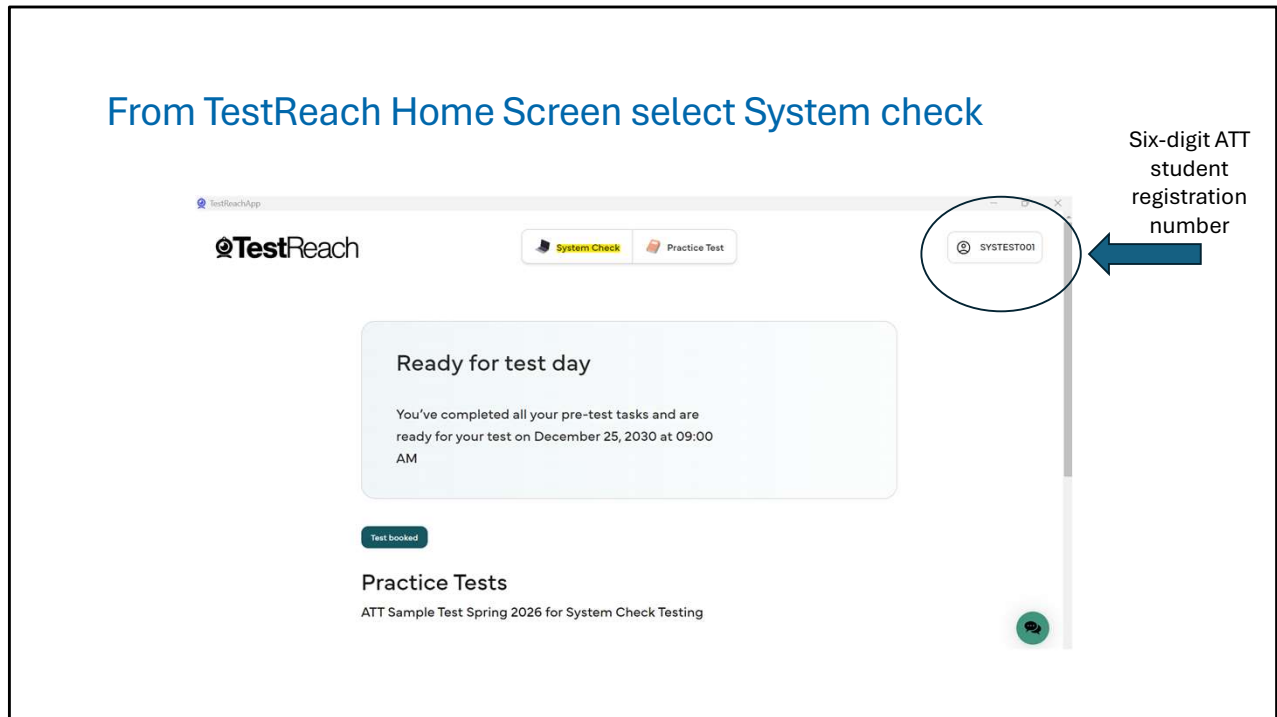 From TestReach Home Screen select System check
Six-digit ATT
student
registration
number
TestReachApp
TestReach
System Check
Practice Test
SYSTEST001
Ready for test day
You've completed all your pre-test tasks and are
ready for your test on December 25, 2030 at 09:00
AM
Test booked
Practice Tests
ATT Sample Test Spring 2026 for System Check Testing